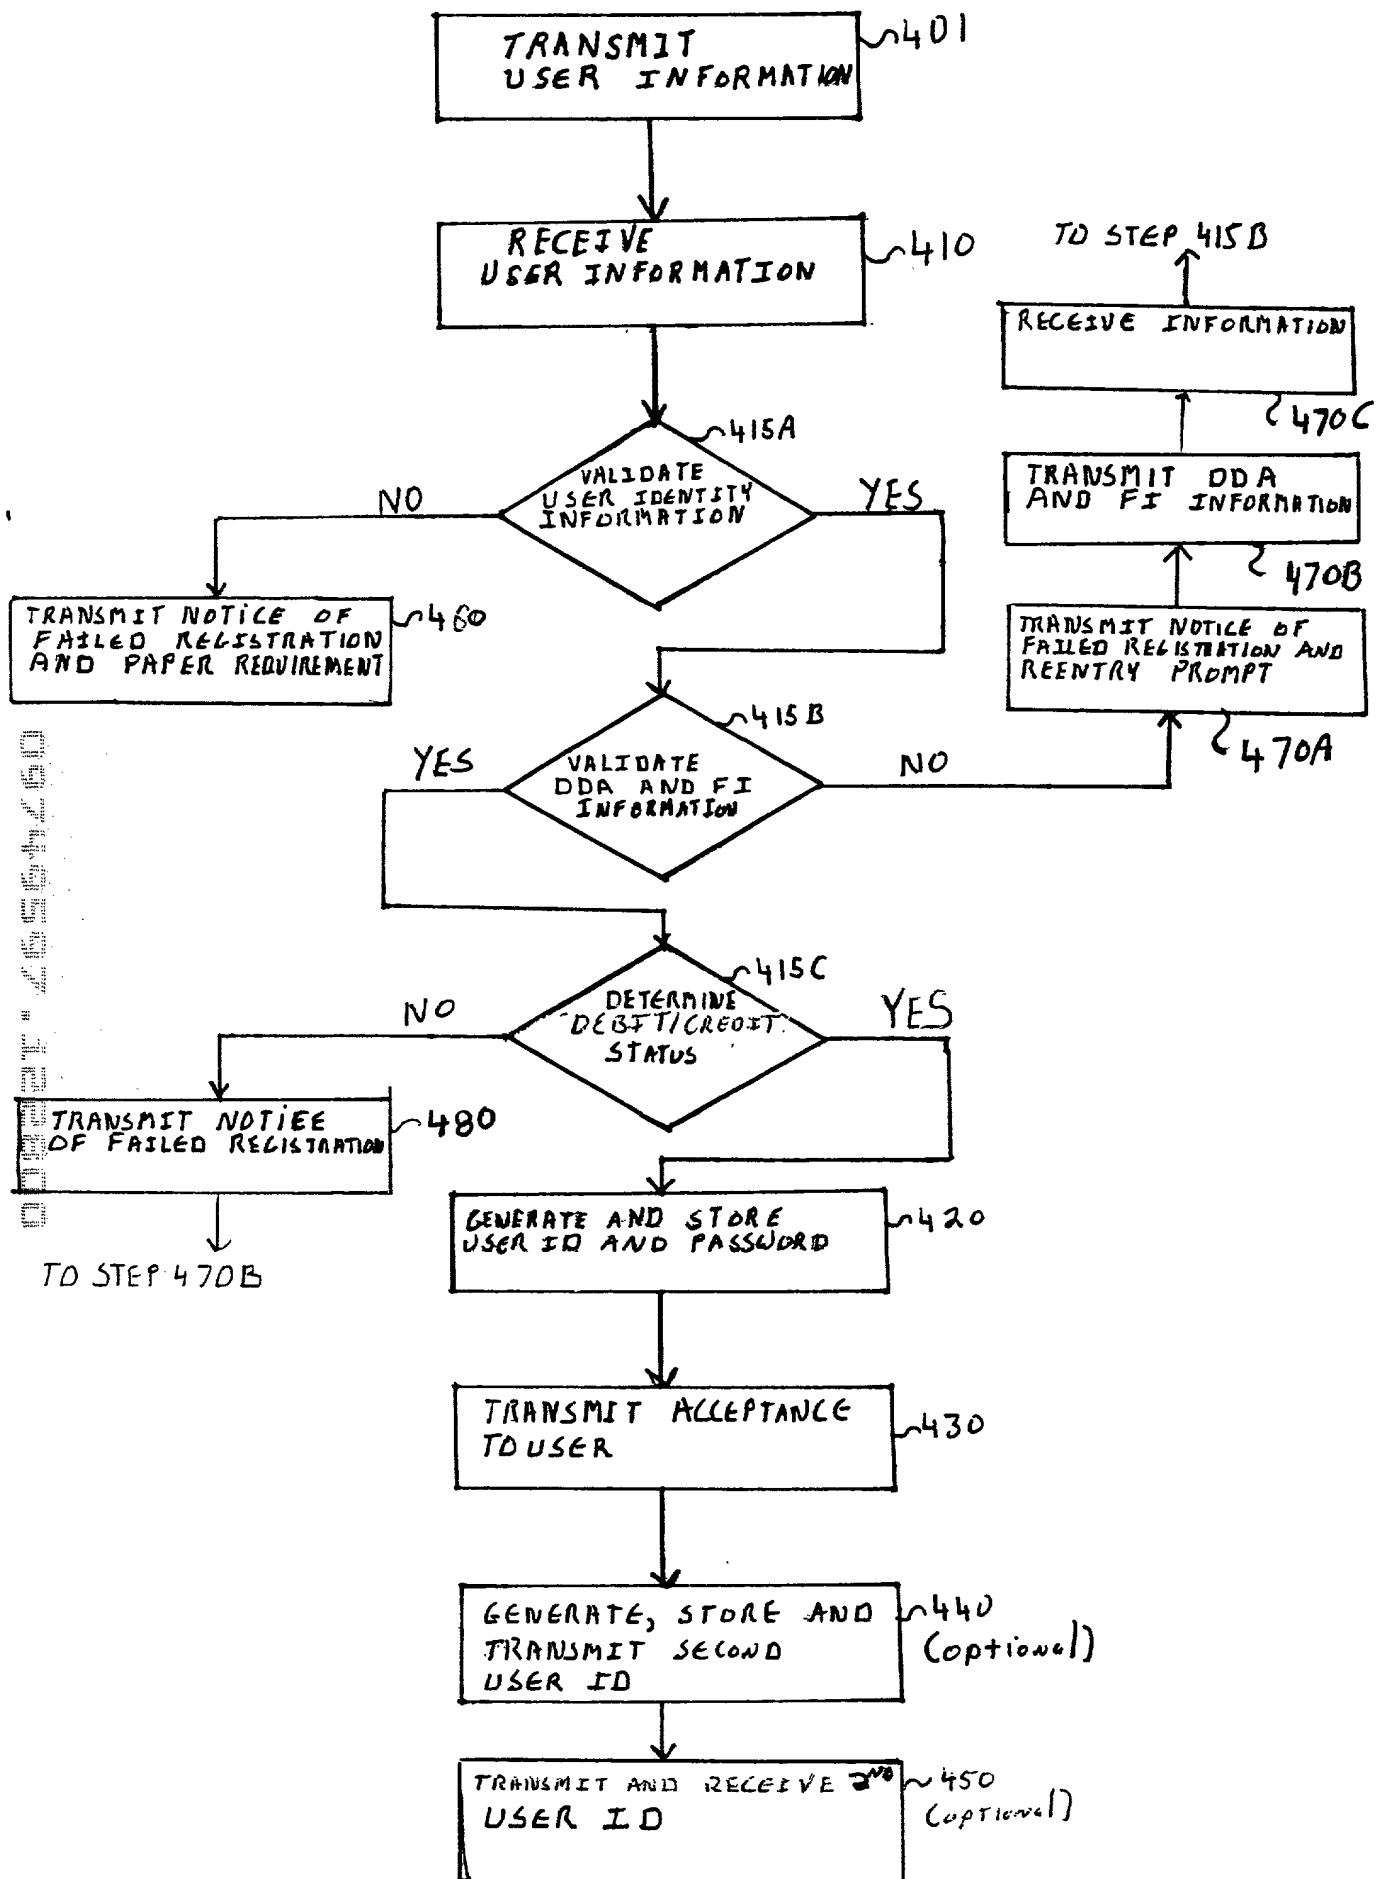 TRANSMIT
USER INFORMATION
401
RECEIVE
USER INFORMATION
410
TO STEP 415B
RECEIVE INFORMATION
470C
415A
VALIDATE
USER IDENTITY
INFORMATION
NO
YES
TRANSMIT DDA
AND FI INFORMATION
470B
TRANSMIT NOTICE OF
FAILED REGISTRATION
AND PAPER REQUIREMENT
460
TRANSMIT NOTICE OF
FAILED REGISTRATION AND
REENTRY PROMPT
470A
415B
VALIDATE
DDA AND FI
INFORMATION
YES
NO
415C
DETERMINE
DEBIT/CREDIT
STATUS
NO
YES
TRANSMIT NOTICE
OF FAILED REGISTRATION
480
TO STEP 470B
GENERATE AND STORE
USER ID AND PASSWORD
420
TRANSMIT ACCEPTANCE
TO USER
430
GENERATE, STORE AND
TRANSMIT SECOND
USER ID
440
(optional)
TRANSMIT AND RECEIVE 2ND
USER ID
450
(optional)